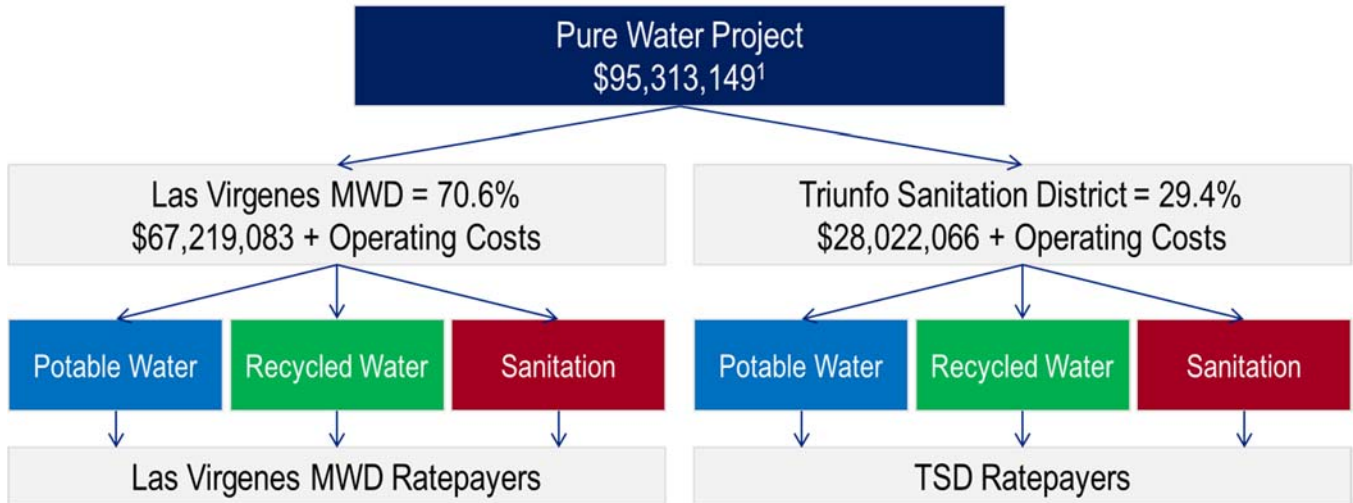 Pure Water Project
$95,313,149¹
Las Virgenes MWD = 70.6%
$67,219,083 + Operating Costs
Triunfo Sanitation District = 29.4%
$28,022,066 + Operating Costs
Potable Water
Recycled Water
Sanitation
Potable Water
Recycled Water
Sanitation
Las Virgenes MWD Ratepayers
TSD Ratepayers